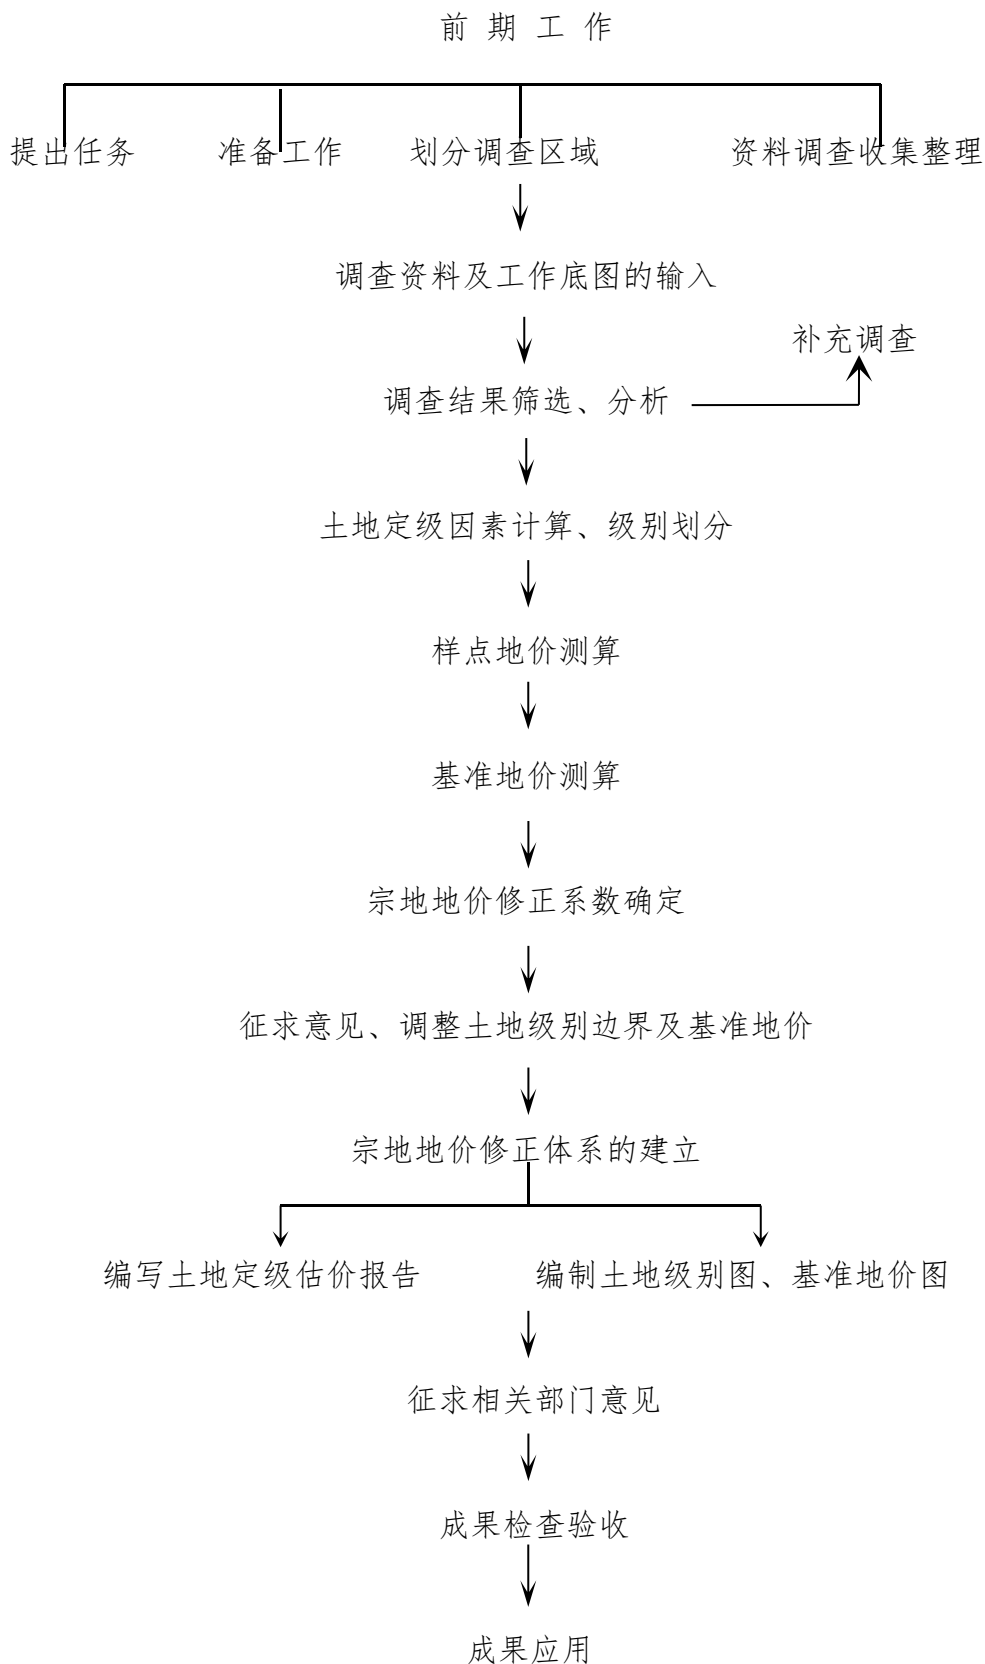 前 期 工 作
提出任务 准备工作 划分调查区域 资料调查收集整理
调查资料及工作底图的输入
补充调查
调查结果筛选、分析
土地定级因素计算、级别划分
样点地价测算
基准地价测算
宗地地价修正系数确定
征求意见、调整土地级别边界及基准地价
宗地地价修正体系的建立
编写土地定级估价报告 编制土地级别图、基准地价图
征求相关部门意见
成果检查验收
成果应用